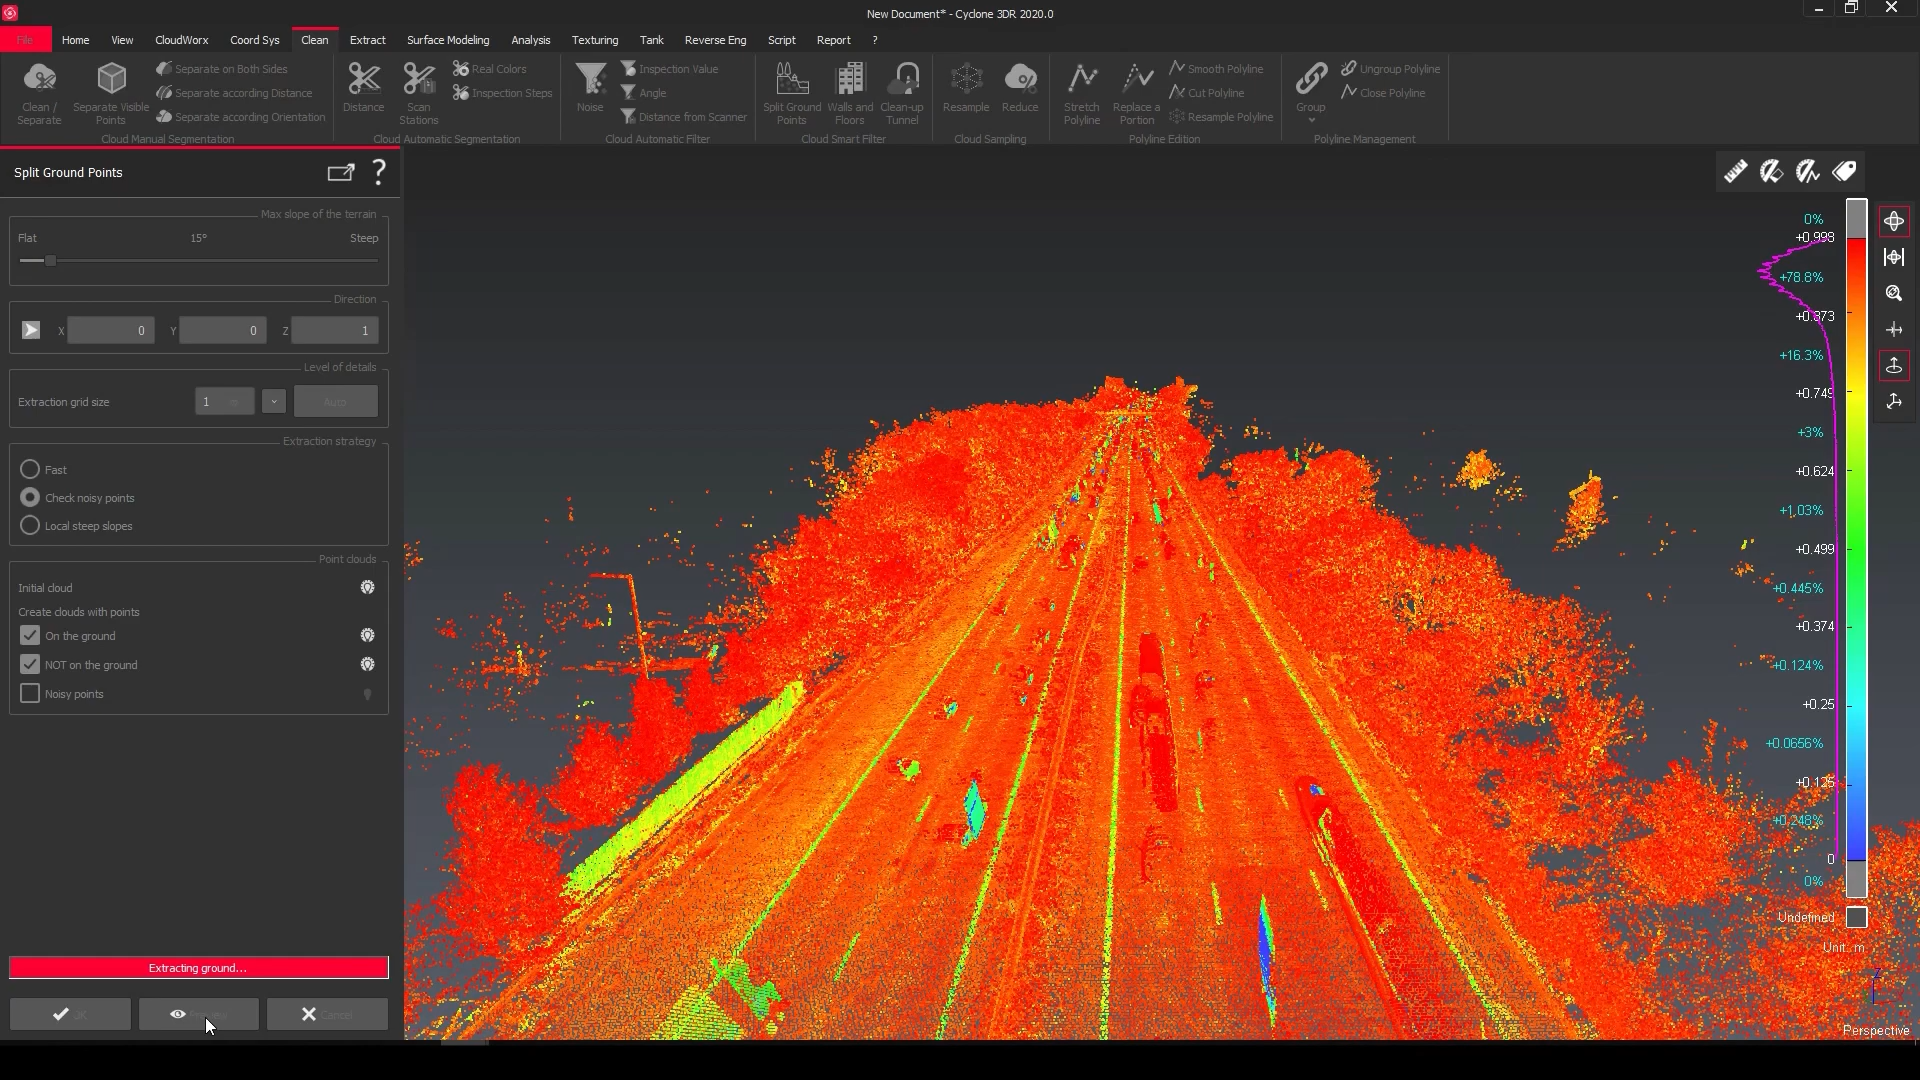 New Document* - Cyclone 3DR 2020.0
File Home View CloudWorx Coord Sys Clean Extract Surface Modeling Analysis Texturing Tank Reverse Eng Script Report ?
Clean / Separate
Separate Visible Points
Separate on Both Sides
Separate according Distance
Separate according Orientation
Cloud Manual Segmentation
Distance
Scan Stations
Real Colors
Inspection Steps
Cloud Automatic Segmentation
Noise
Inspection Value
Angle
Distance from Scanner
Cloud Automatic Filter
Split Ground Points
Walls and Floors
Clean-up Tunnel
Cloud Smart Filter
Resample
Reduce
Cloud Sampling
Stretch Polyline
Replace a Portion
Smooth Polyline
Cut Polyline
Resample Polyline
Polyline Edition
Group
Ungroup Polyline
Close Polyline
Polyline Management
Split Ground Points ?
Max slope of the terrain
Flat 15° Steep
Direction
X 0 Y 0 Z 1
Level of details
Extraction grid size 1 m Auto
Extraction strategy
Fast
Check noisy points
Local steep slopes
Point clouds
Initial cloud
Create clouds with points
On the ground
NOT on the ground
Noisy points
Extracting ground...
Cancel
0%
+0.998
+78.8%
+0.873
+16.3%
+0.749
+3%
+0.624
+1.03%
+0.499
+0.445%
+0.374
+0.124%
+0.25
+0.0656%
+0.125
+0.248%
0
0%
Undefined
Unit m
Z
Perspective